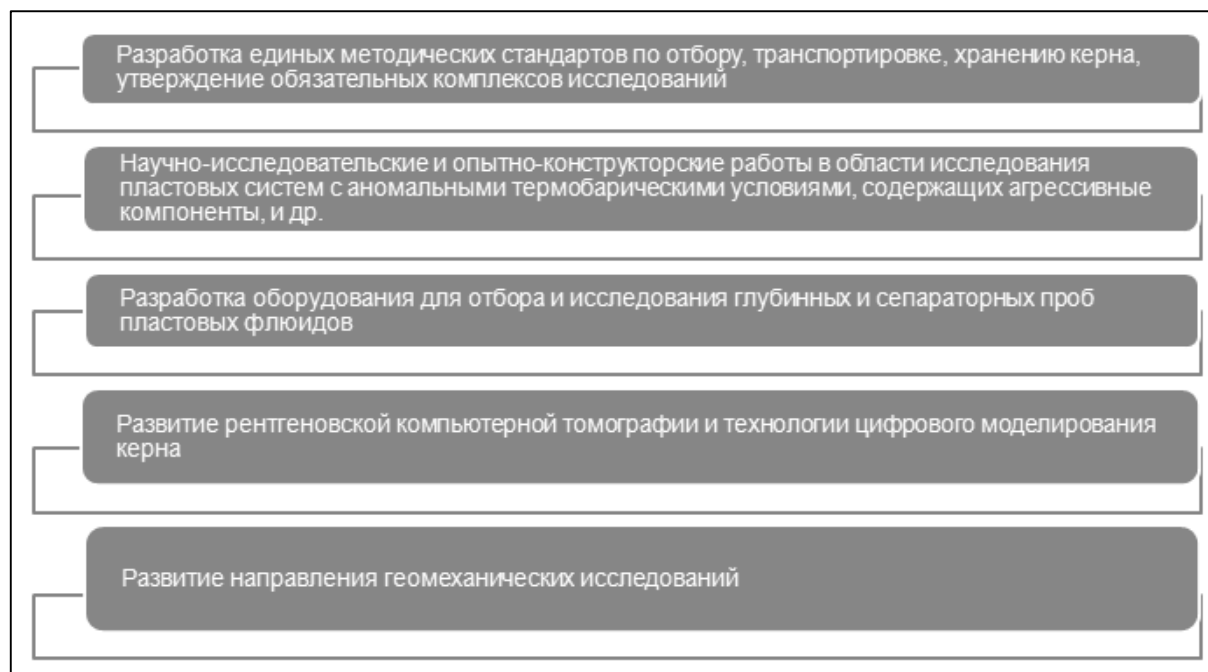 Разработка единых методических стандартов по отбору, транспортировке, хранению керна,
утверждение обязательных комплексов исследований
Научно-исследовательские и опытно-конструкторские работы в области исследования
пластовых систем с аномальными термобарическими условиями, содержащих агрессивные
компоненты, и др.
Разработка оборудования для отбора и исследования глубинных и сепараторных проб
пластовых флюидов
Развитие рентгеновской компьютерной томографии и технологии цифрового моделирования
керна
Развитие направления геомеханических исследований